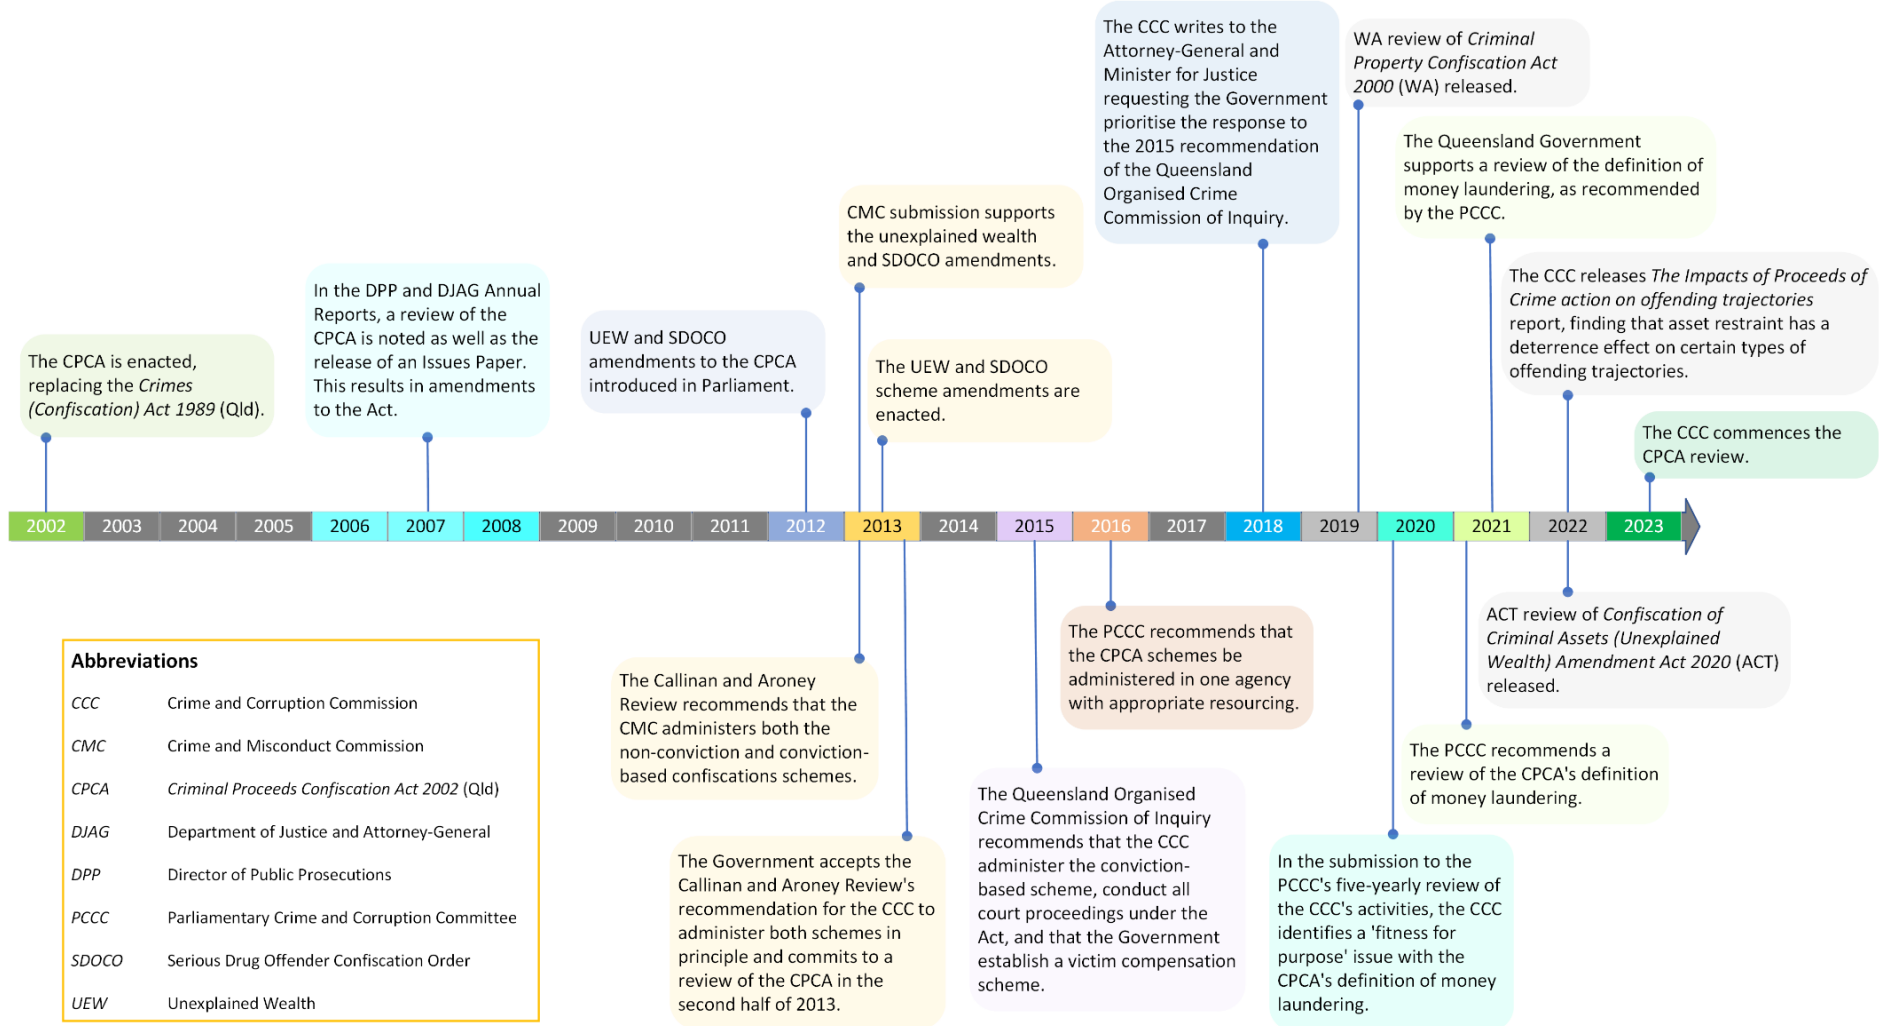 The CCC writes to the
Attorney-General and
Minister for Justice
requesting the Government
prioritise the response to
the 2015 recommendation
of the Queensland
Organised Crime
Commission of Inquiry.
WA review of Criminal
Property Confiscation Act
2000 (WA) released.
The Queensland Government
supports a review of the definition of
money laundering, as recommended
by the PCCC.
CMC submission supports
the unexplained wealth
and SDOCO amendments.
The CCC releases The Impacts of Proceeds of
Crime action on offending trajectories
report, finding that asset restraint has a
deterrence effect on certain types of
offending trajectories.
In the DPP and DJAG Annual
Reports, a review of the
CPCA is noted as well as the
release of an Issues Paper.
This results in amendments
to the Act.
UEW and SDOCO
amendments to the CPCA
introduced in Parliament.
The CPCA is enacted,
replacing the Crimes
(Confiscation) Act 1989 (Qld).
The UEW and SDOCO
scheme amendments are
enacted.
The CCC commences the
CPCA review.
2002 2003 2004 2005 2006 2007 2008 2009 2010 2011 2012 2013 2014 2015 2016 2017 2018 2019 2020 2021 2022 2023
The Callinan and Aroney
Review recommends that the
CMC administers both the
non-conviction and conviction-
based confiscations schemes.
The PCCC recommends that
the CPCA schemes be
administered in one agency
with appropriate resourcing.
ACT review of Confiscation of
Criminal Assets (Unexplained
Wealth) Amendment Act 2020 (ACT)
released.
The PCCC recommends a
review of the CPCA's definition
of money laundering.
The Government accepts the
Callinan and Aroney Review's
recommendation for the CCC to
administer both schemes in
principle and commits to a
review of the CPCA in the
second half of 2013.
The Queensland Organised
Crime Commission of Inquiry
recommends that the CCC
administer the conviction-
based scheme, conduct all
court proceedings under the
Act, and that the Government
establish a victim compensation
scheme.
In the submission to the
PCCC's five-yearly review of
the CCC's activities, the CCC
identifies a 'fitness for
purpose' issue with the
CPCA's definition of money
laundering.
Abbreviations
CCC Crime and Corruption Commission
CMC Crime and Misconduct Commission
CPCA Criminal Proceeds Confiscation Act 2002 (Qld)
DJAG Department of Justice and Attorney-General
DPP Director of Public Prosecutions
PCCC Parliamentary Crime and Corruption Committee
SDOCO Serious Drug Offender Confiscation Order
UEW Unexplained Wealth